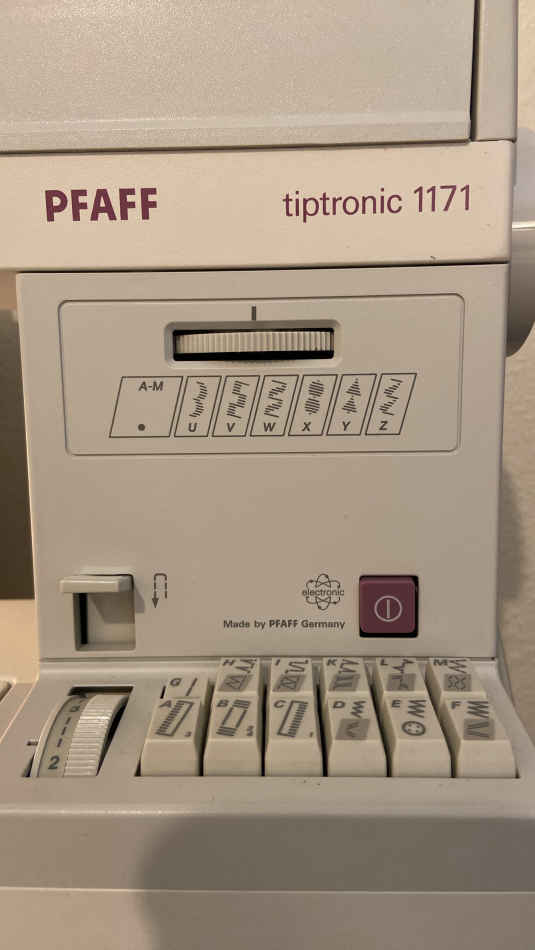 PFAFF
tiptronic 1171
A-M
U V W X Y Z
electronic
Made by PFAFF Germany
G H I K L M
A B C D E F
2